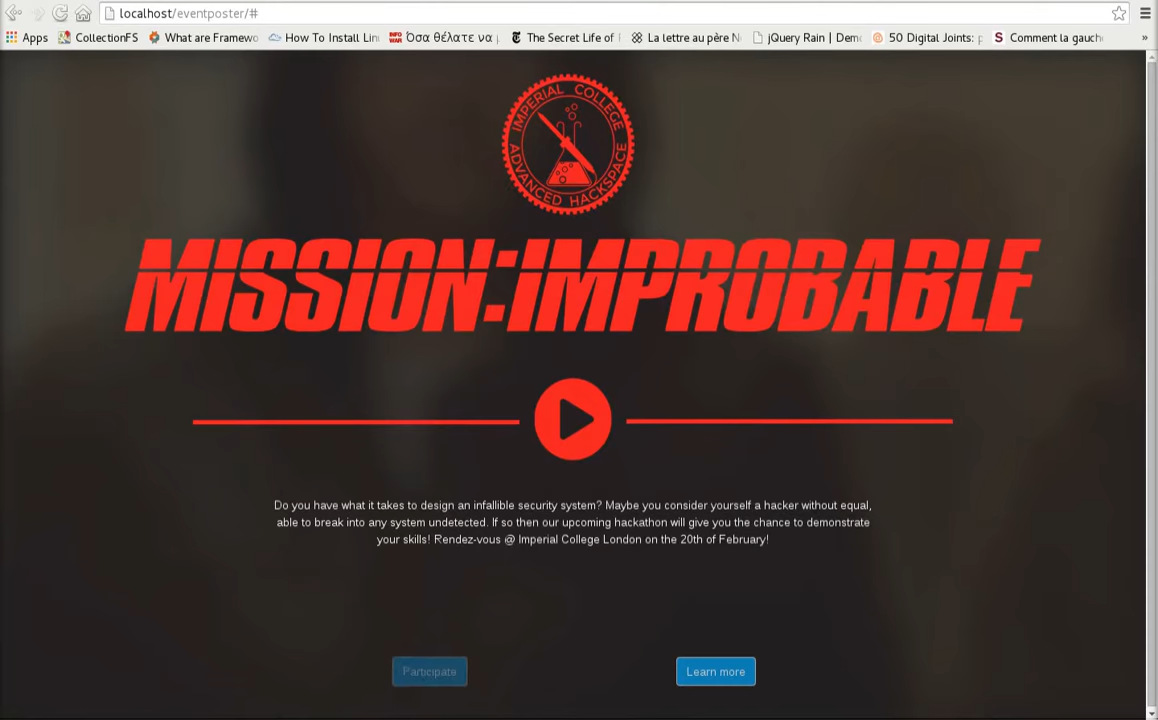 localhost/eventposter/#
Apps CollectionFS What are Framewo How To Install Lin Όσα θέλατε να The Secret Life of La lettre au père N jQuery Rain | Dem 50 Digital Joints: Comment la gauch »
IMPERIAL COLLEGE
ADVANCED HACKSPACE
MISSION:IMPROBABLE
Do you have what it takes to design an infallible security system? Maybe you consider yourself a hacker without equal,
able to break into any system undetected. If so then our upcoming hackathon will give you the chance to demonstrate
your skills! Rendez-vous @ Imperial College London on the 20th of February!
Participate Learn more